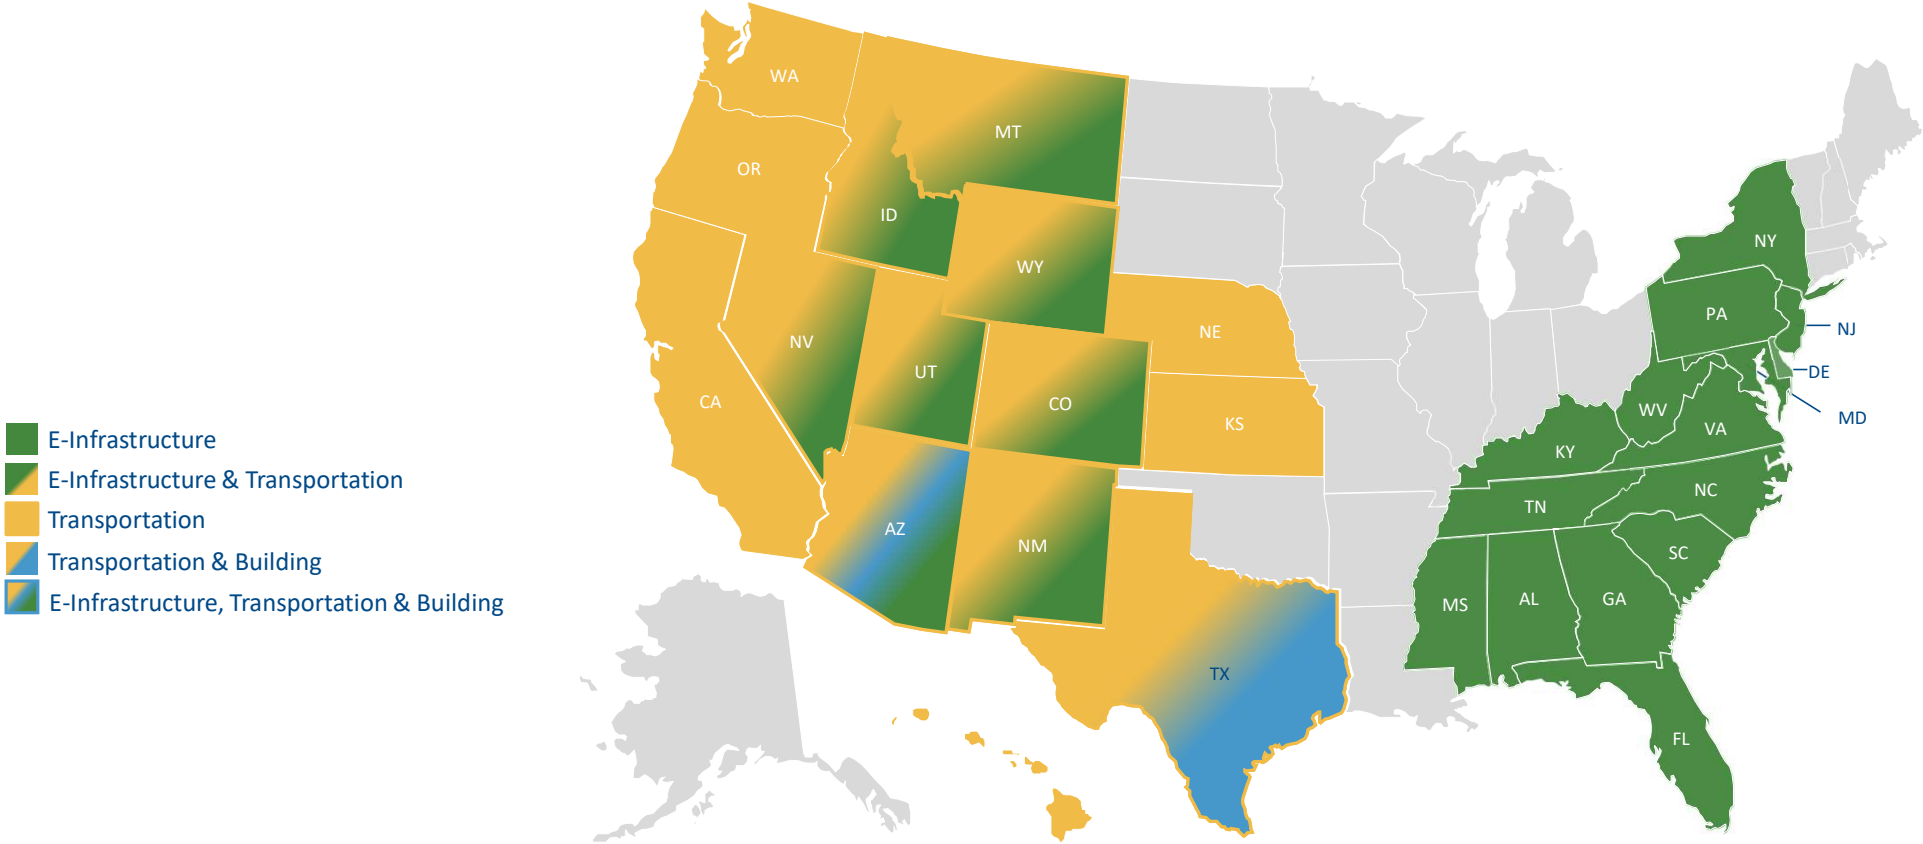 WA
MT
OR
ID
NY
WY
PA
NJ
NE
NV
UT
DE
CA
CO
WV
MD
KS
VA
E-Infrastructure
KY
E-Infrastructure & Transportation
NC
TN
Transportation
AZ
NM
SC
Transportation & Building
MS
AL
GA
E-Infrastructure, Transportation & Building
TX
FL